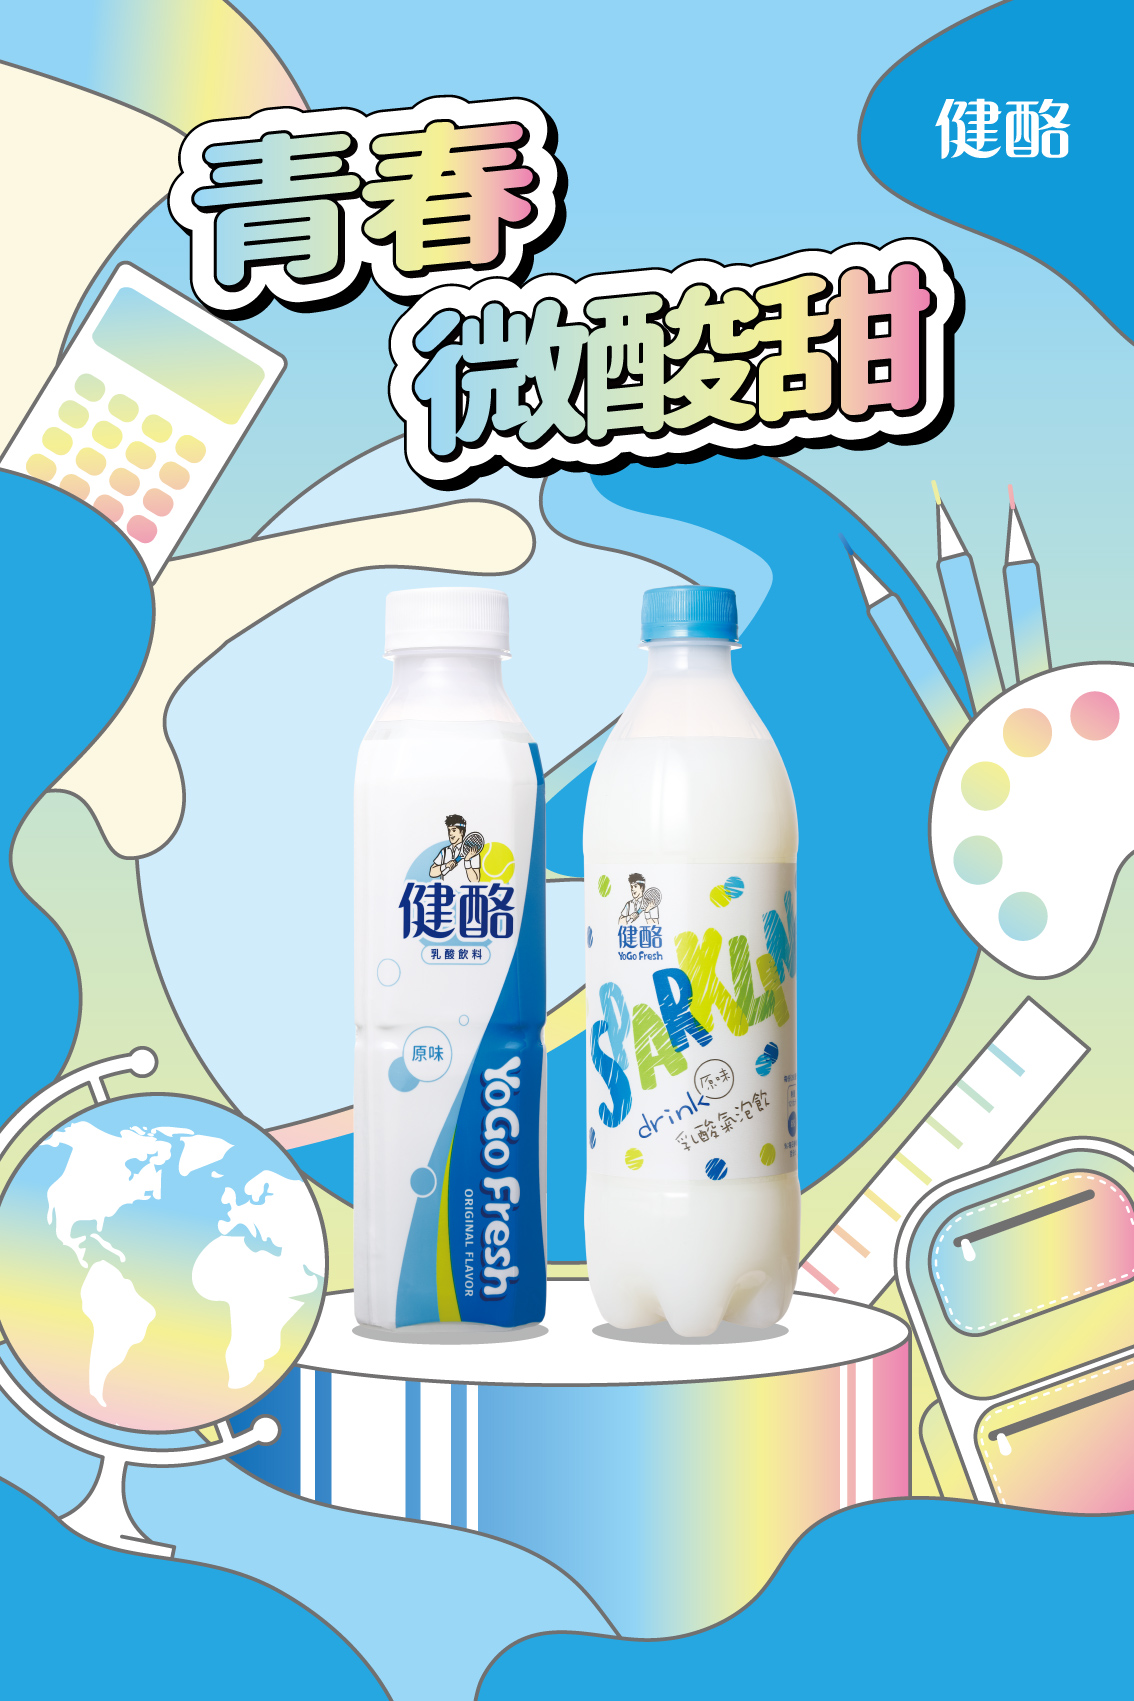 健酪
青春
微酸甜
健酪
乳酸飲料
原味
YoGo Fresh
ORIGINAL FLAVOR
健酪
YoGo Fresh
SPARKLIN
drink
原味
乳酸氣泡飲